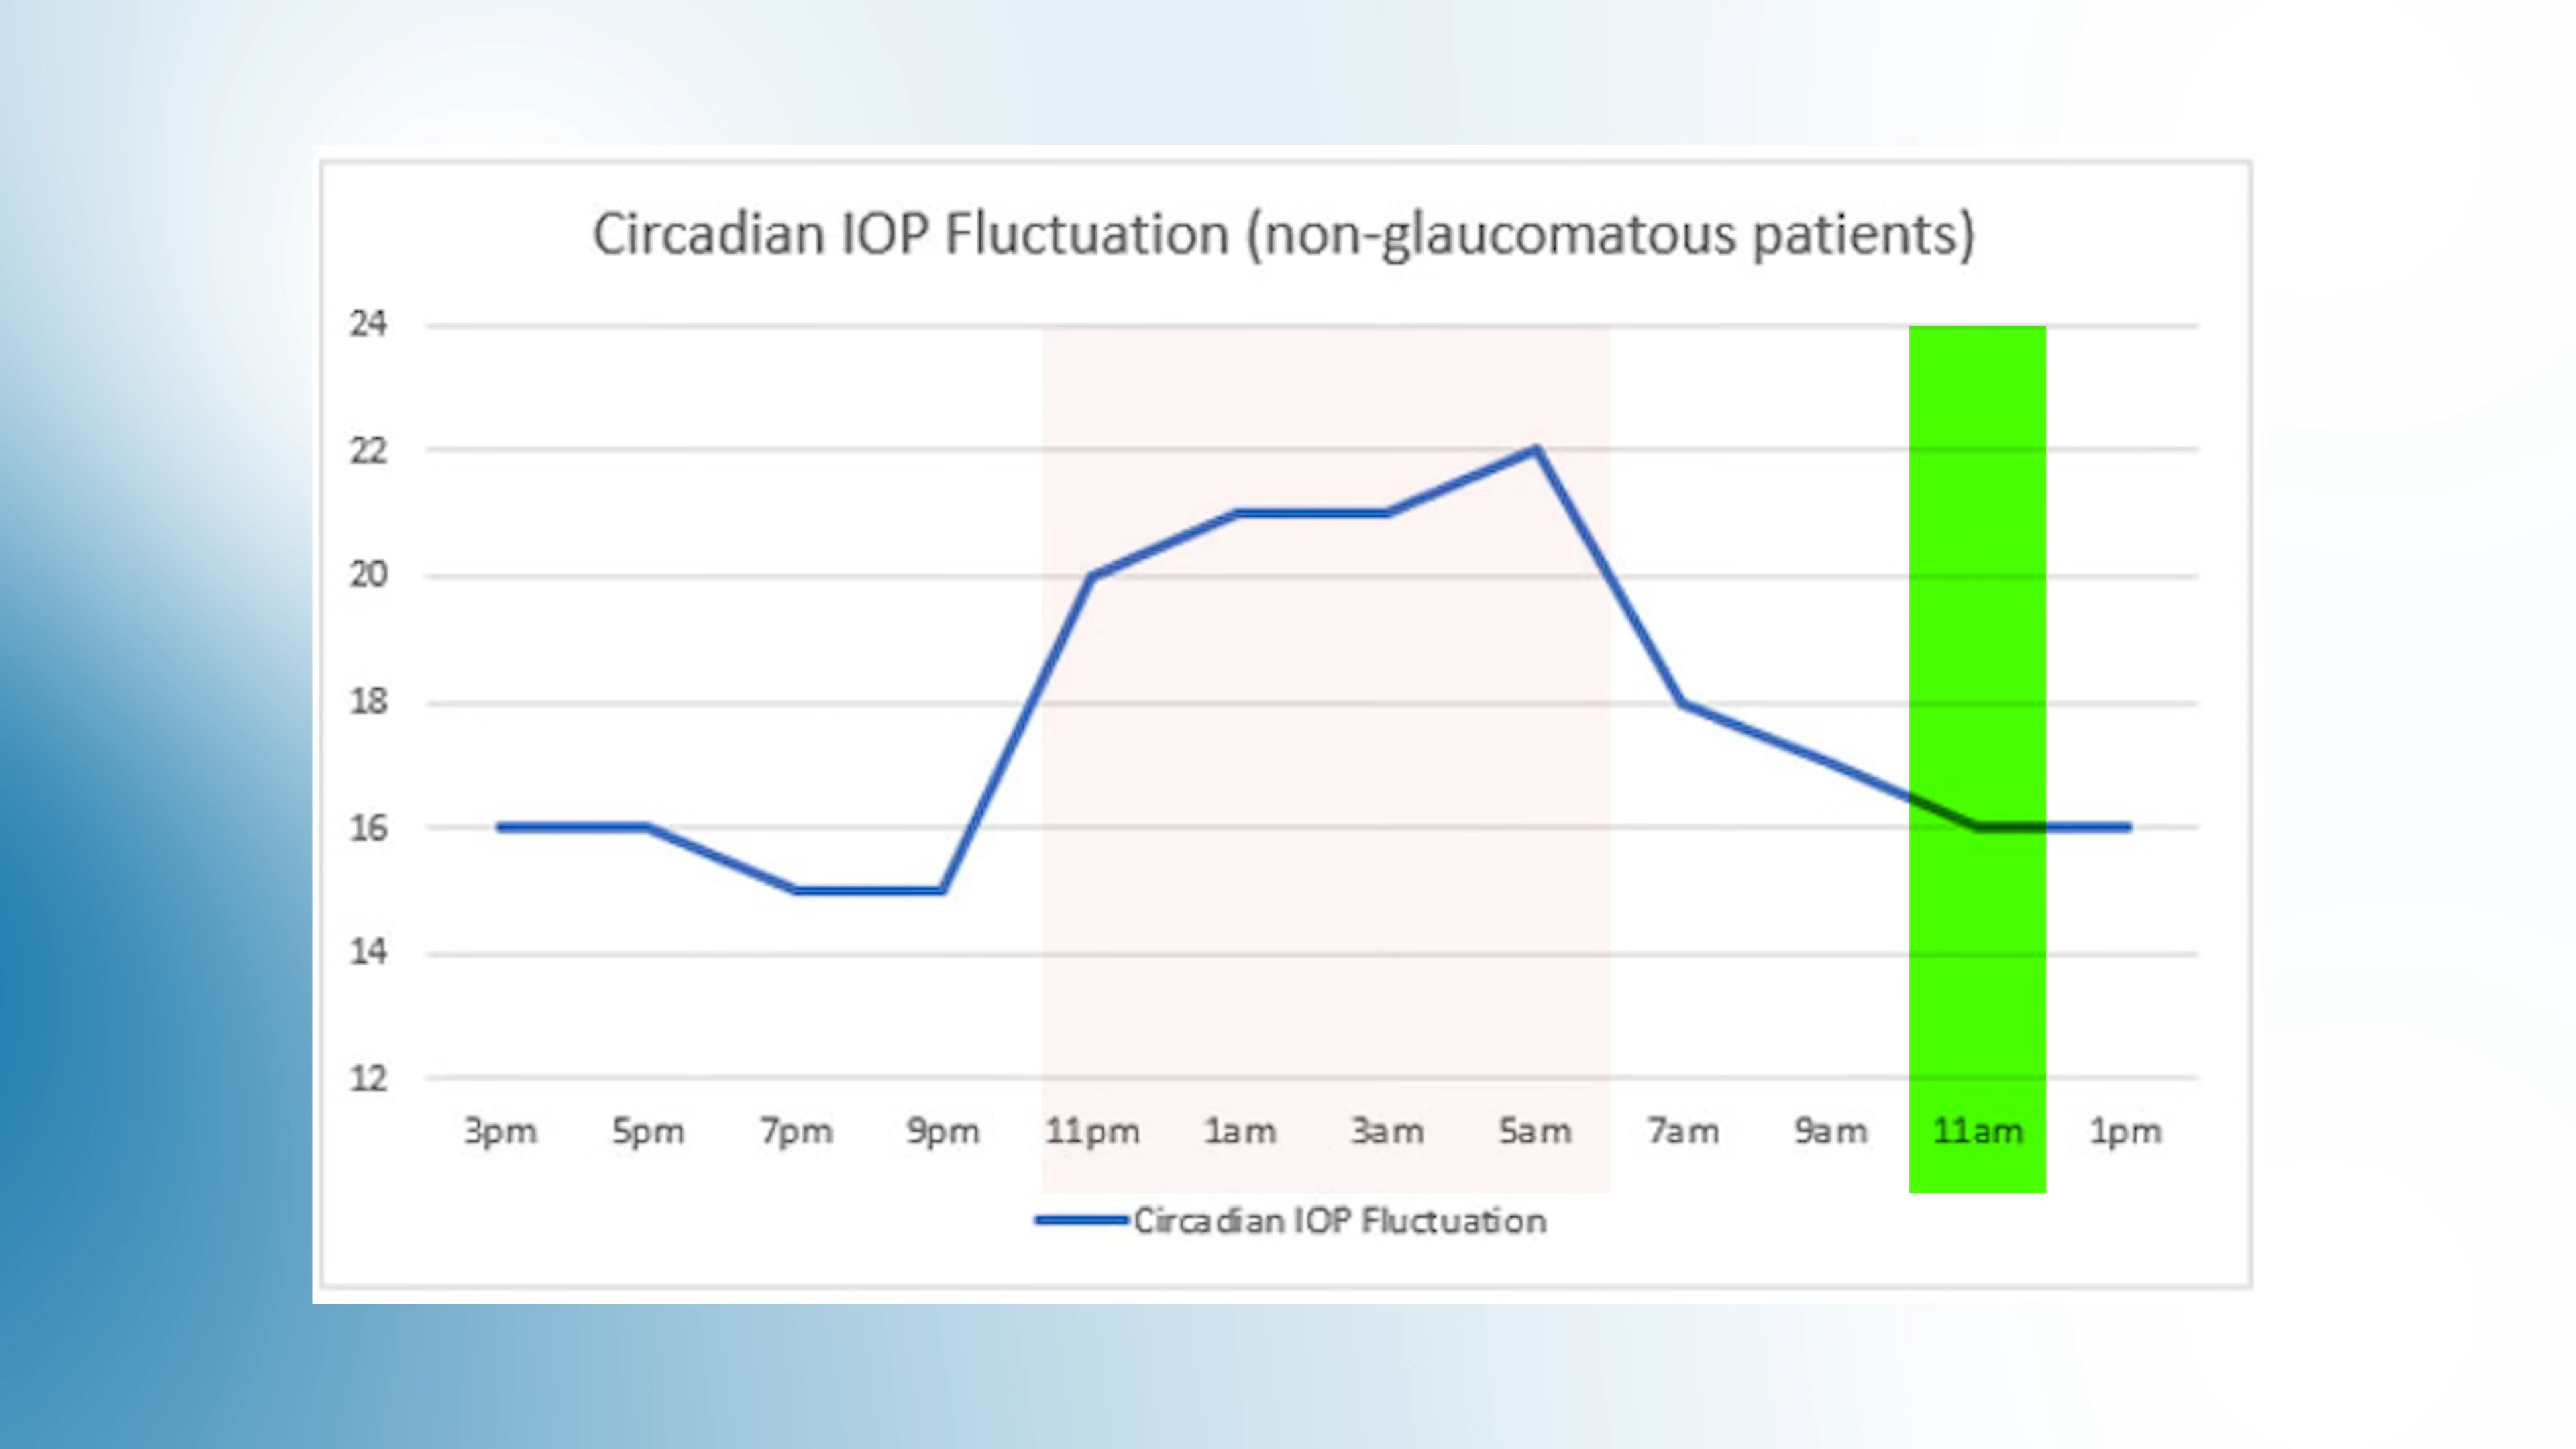 Circadian IOP Fluctuation (non-glaucomatous patients)
24
22
20
18
16
14
12
3pm 5pm 7pm 9pm 11pm 1am 3am 5am 7am 9am 11am 1pm
Circadian IOP Fluctuation